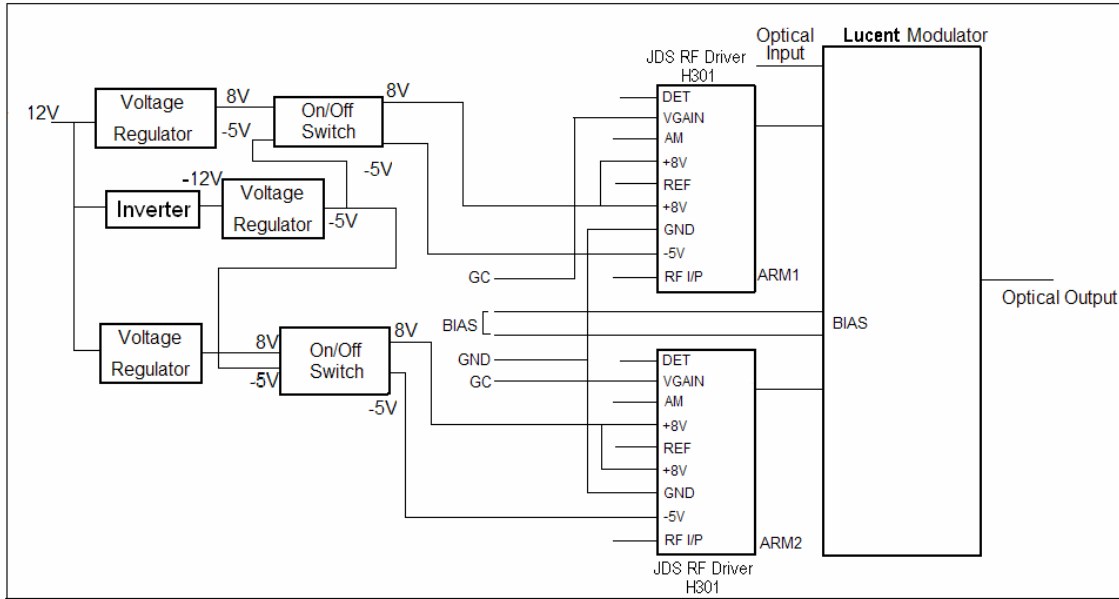 Optical
Input
Lucent Modulator
JDS RF Driver
H301
12V
Voltage
Regulator
8V
-5V
On/Off
Switch
8V
-5V
Inverter
-12V
Voltage
Regulator
-5V
DET
VGAIN
AM
+8V
REF
+8V
GND
-5V
RF I/P
ARM1
GC
BIAS
GND
GC
BIAS
Optical Output
Voltage
Regulator
8V
-5V
On/Off
Switch
8V
-5V
DET
VGAIN
AM
+8V
REF
+8V
GND
-5V
RF I/P
ARM2
JDS RF Driver
H301